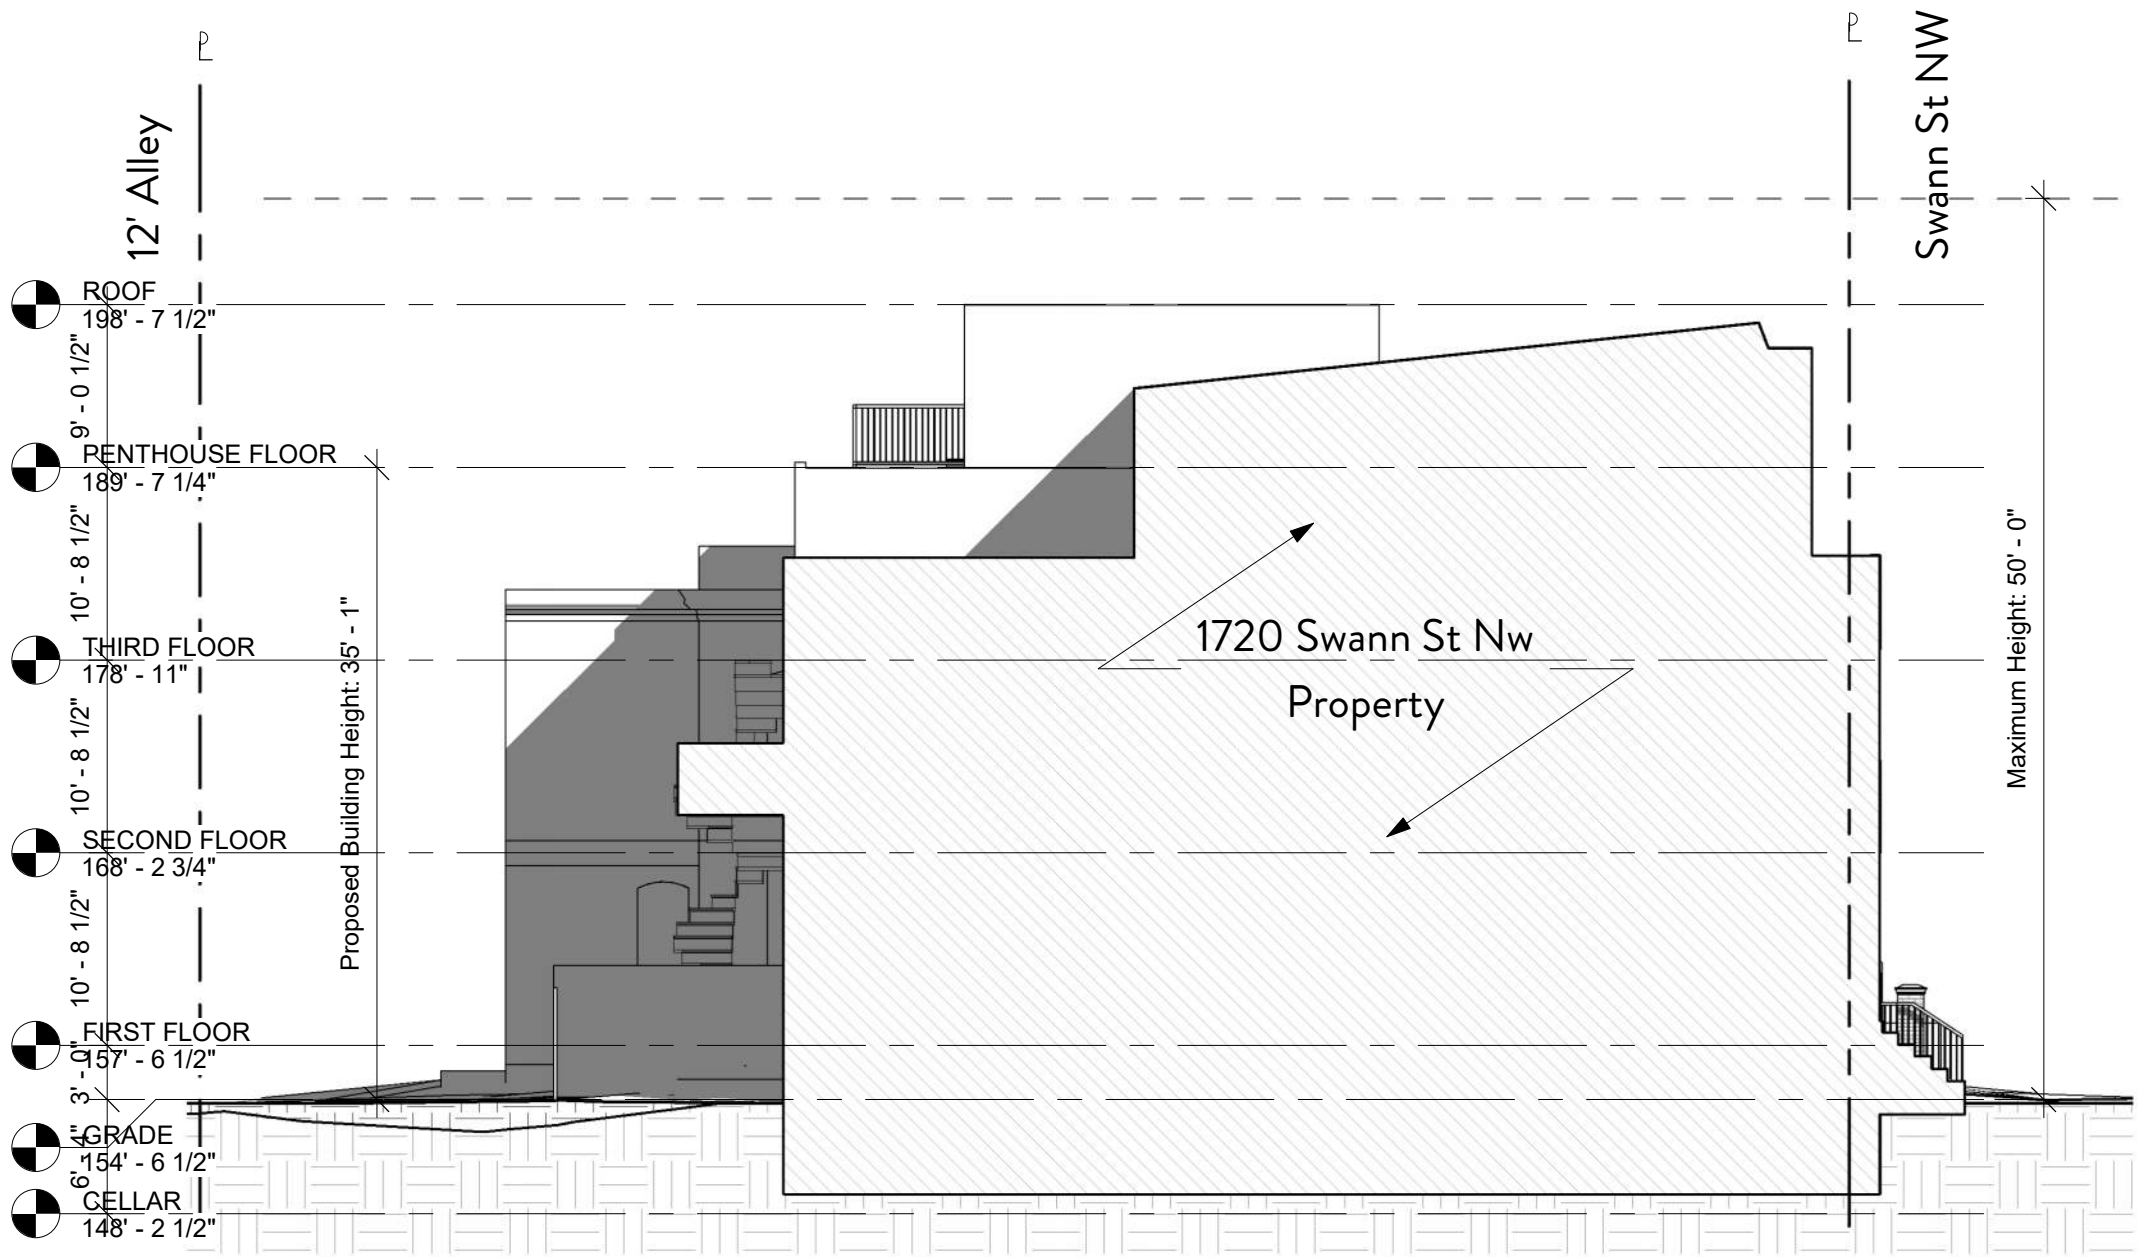 ℄
℄
12' Alley
Swann St NW
ROOF
198' - 7 1/2"
9' - 0 1/2"
PENTHOUSE FLOOR
189' - 7 1/4"
10' - 8 1/2"
THIRD FLOOR
178' - 11"
10' - 8 1/2"
SECOND FLOOR
168' - 2 3/4"
10' - 8 1/2"
FIRST FLOOR
157' - 6 1/2"
3' - 0"
GRADE
154' - 6 1/2"
6' - 4"
CELLAR
148' - 2 1/2"
Proposed Building Height: 35' - 1"
1720 Swann St Nw
Property
Maximum Height: 50' - 0"